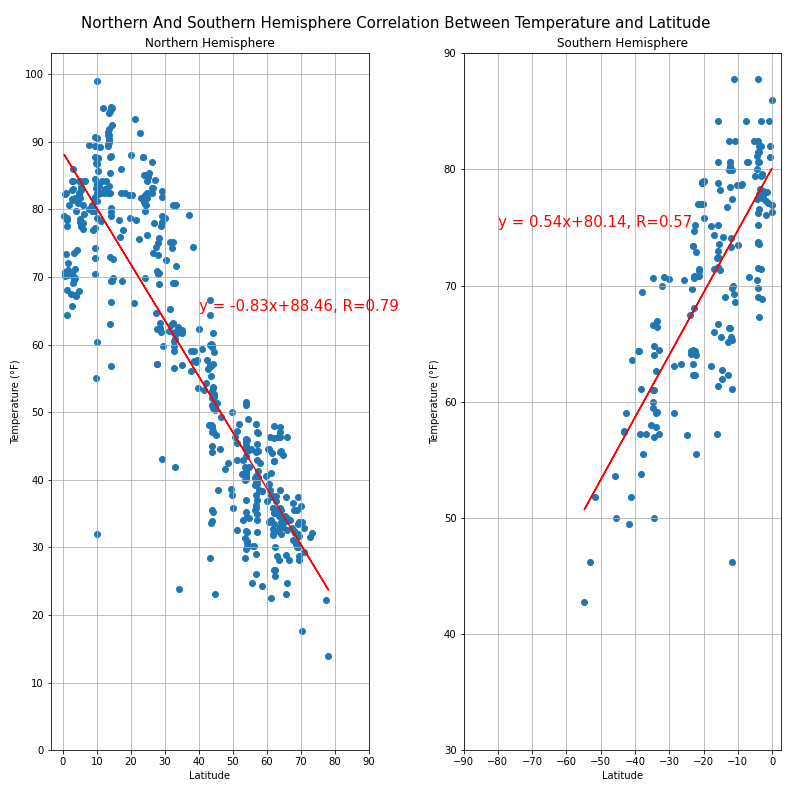 Northern And Southern Hemisphere Correlation Between Temperature and Latitude
Northern Hemisphere
Temperature (°F)
100
90
80
70
60
50
40
30
20
10
0
y = -0.83x+88.46, R=0.79
0 10 20 30 40 50 60 70 80 90
Latitude
Southern Hemisphere
Temperature (°F)
90
80
70
60
50
40
30
y = 0.54x+80.14, R=0.57
−90 −80 −70 −60 −50 −40 −30 −20 −10 0
Latitude